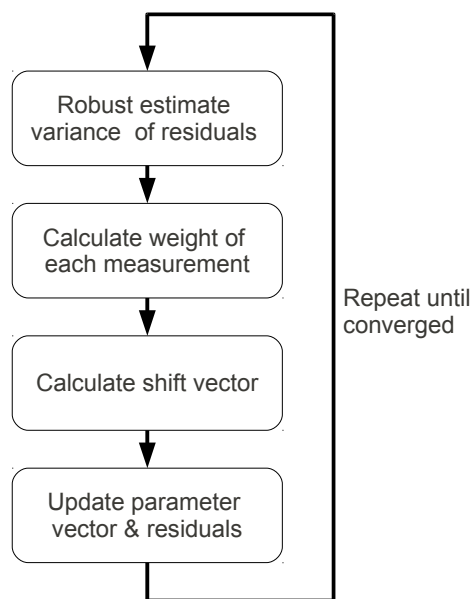 Robust estimate
variance of residuals
Calculate weight of
each measurement
Repeat until
converged
Calculate shift vector
Update parameter
vector & residuals